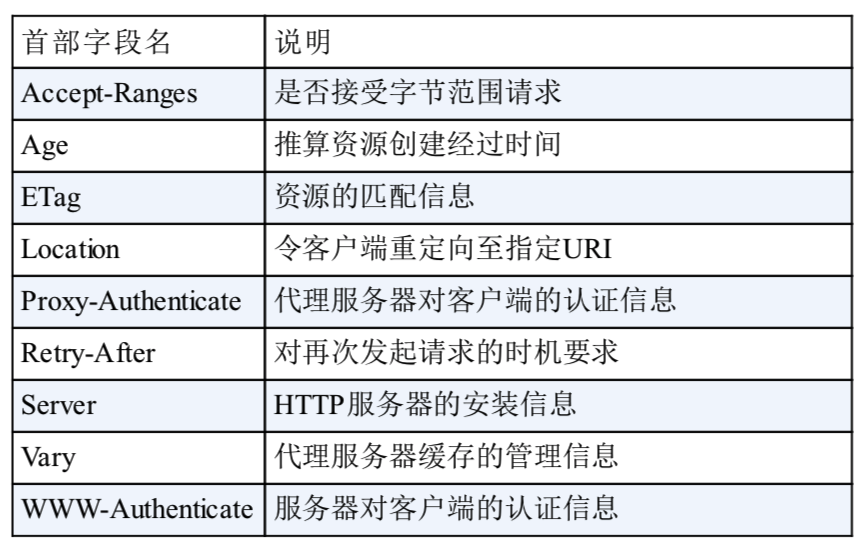 首部字段名 说明
Accept-Ranges 是否接受字节范围请求
Age 推算资源创建经过时间
ETag 资源的匹配信息
Location 令客户端重定向至指定URI
Proxy-Authenticate 代理服务器对客户端的认证信息
Retry-After 对再次发起请求的时机要求
Server HTTP服务器的安装信息
Vary 代理服务器缓存的管理信息
WWW-Authenticate 服务器对客户端的认证信息